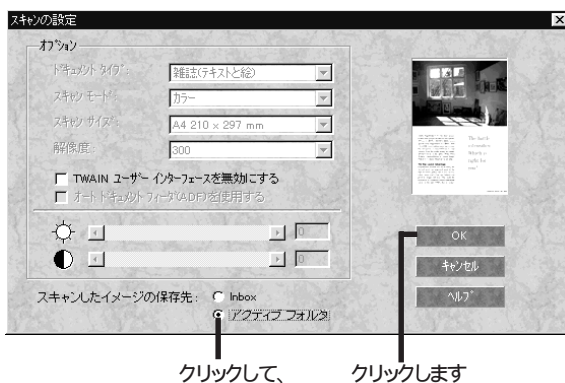 スキャンの設定
オプション
ドキュメント タイプ: 雑誌(テキストと絵)
スキャン モード: カラー
スキャン サイズ: A4 210 × 297 mm
解像度: 300
TWAIN ユーザー インターフェースを無効にする
オート ドキュメント フィーダ(ADF)を使用する
0
0
OK
キャンセル
ヘルプ
スキャンしたイメージの保存先: Inbox
アクティブ フォルダ
クリックして、 クリックします